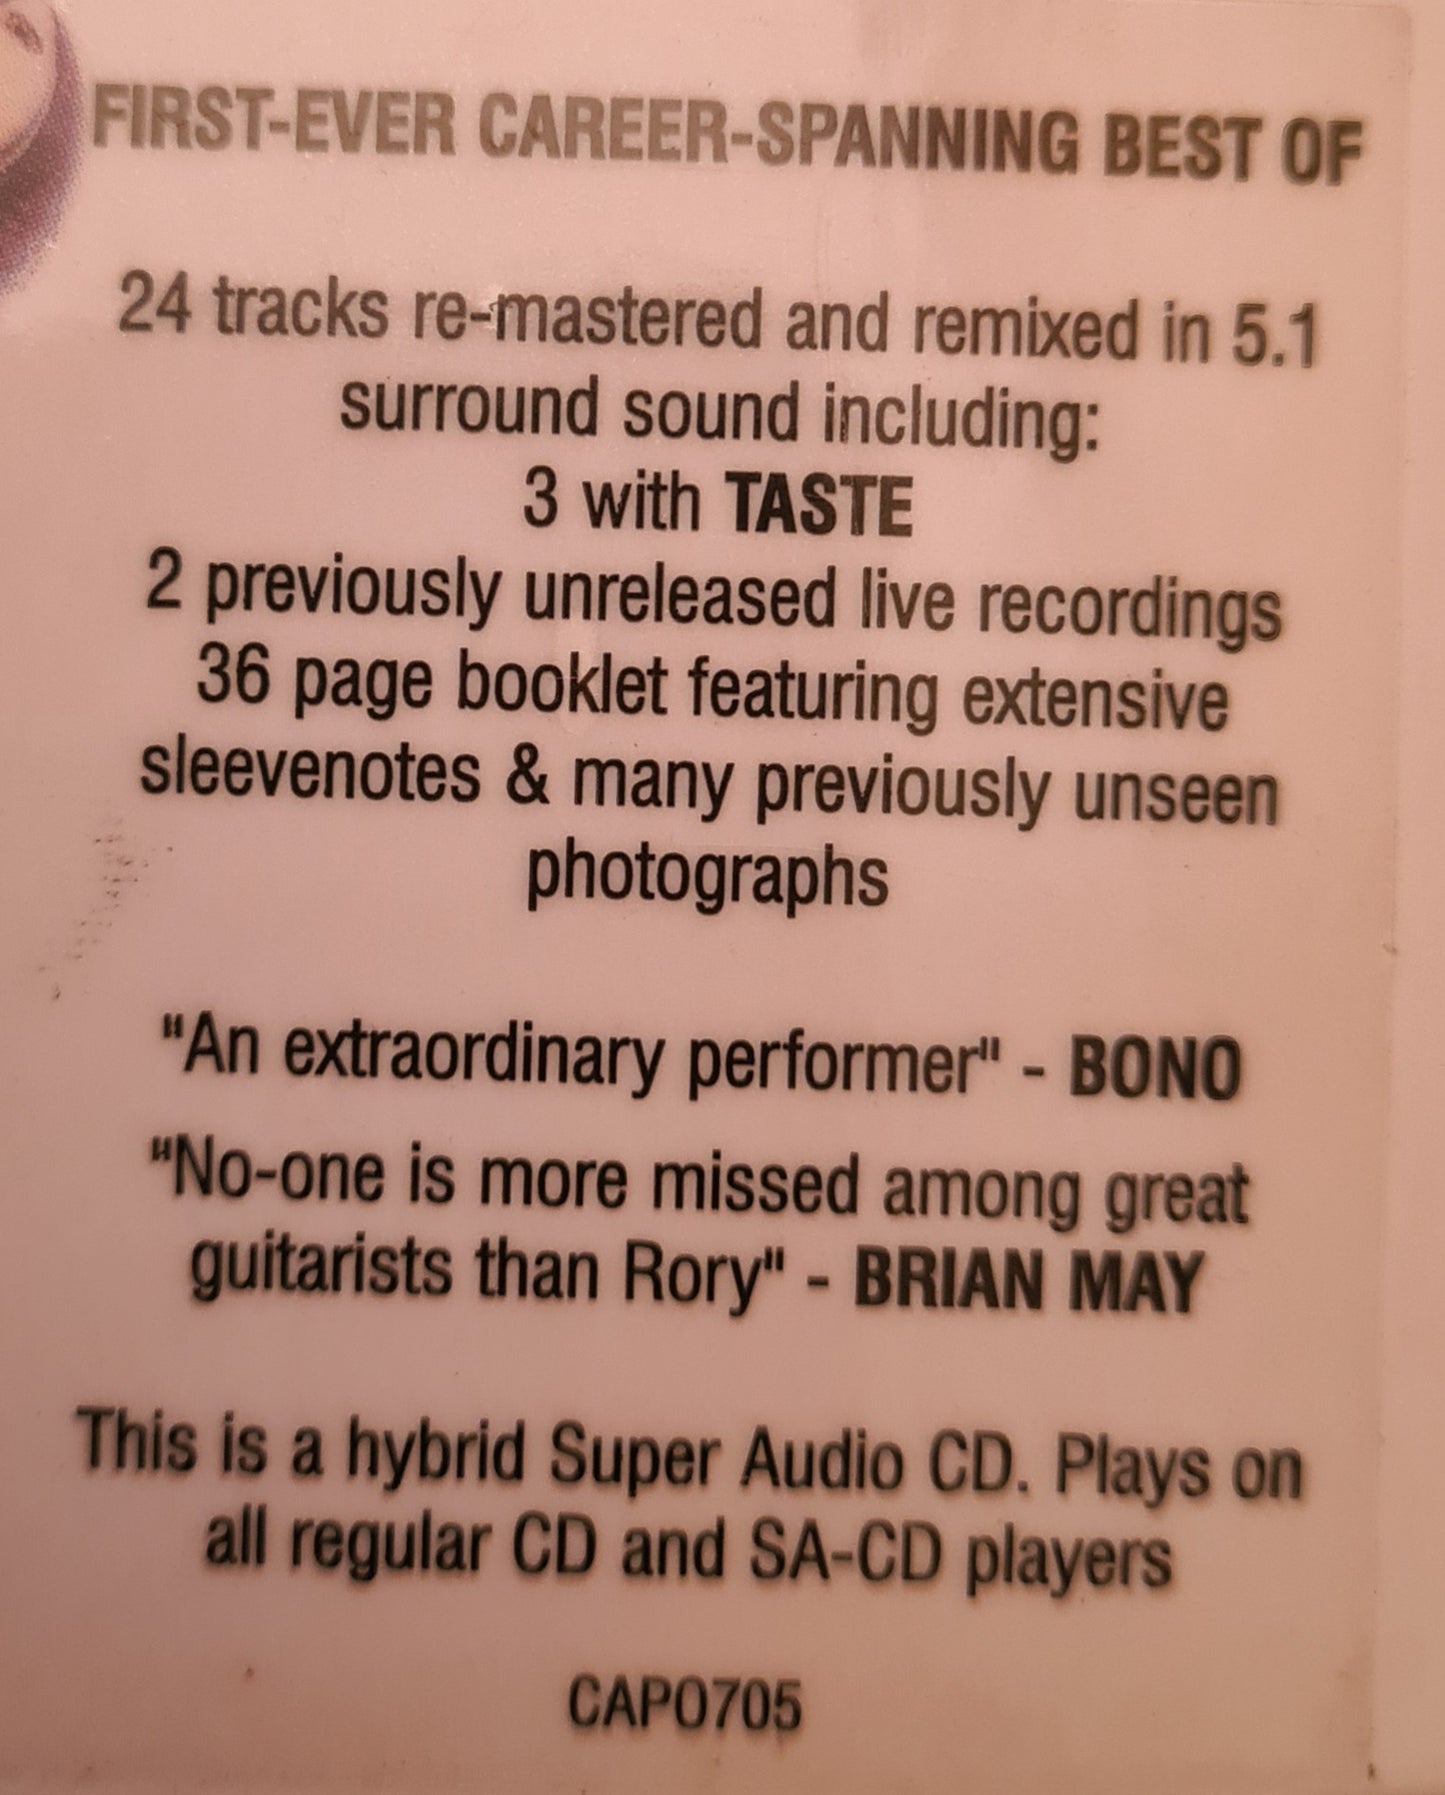 FIRST-EVER CAREER-SPANNING BEST OF
24 tracks re-mastered and remixed in 5.1
surround sound including:
3 with TASTE
2 previously unreleased live recordings
36 page booklet featuring extensive
sleevenotes & many previously unseen
photographs
"An extraordinary performer" - BONO
"No-one is more missed among great
guitarists than Rory" - BRIAN MAY
This is a hybrid Super Audio CD. Plays on
all regular CD and SA-CD players
CAPO705